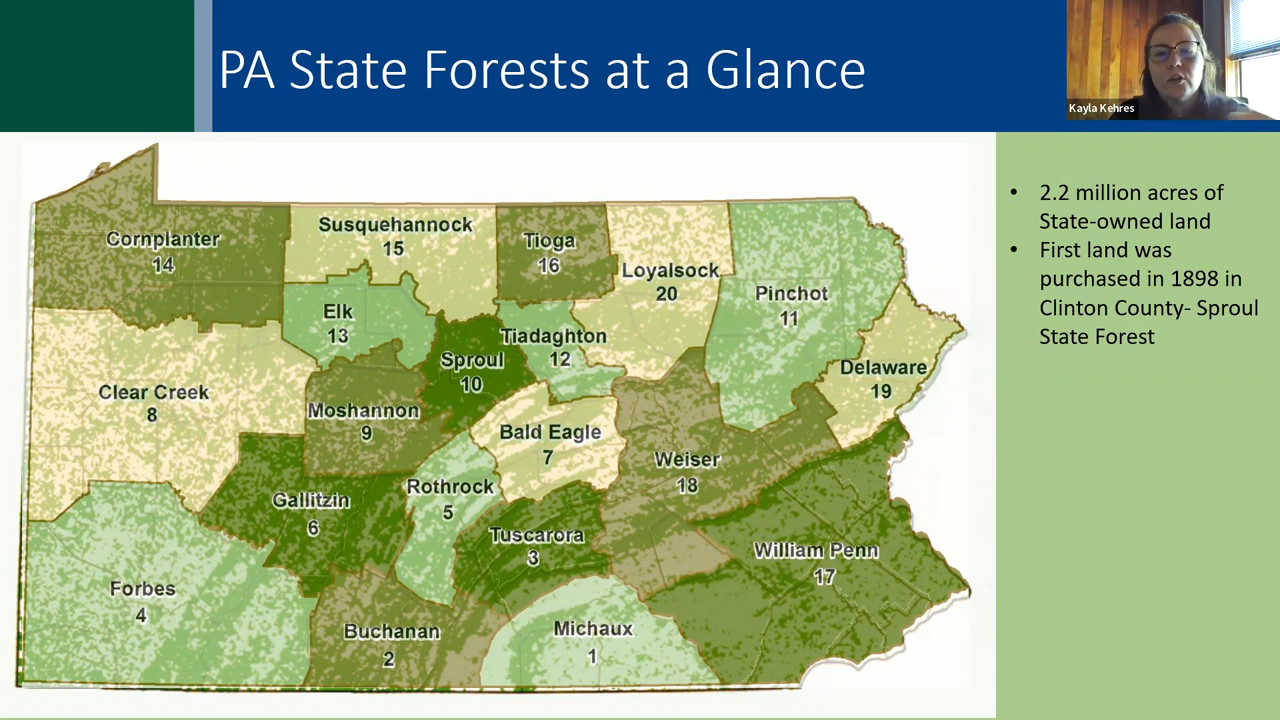 PA State Forests at a Glance
Kayla Kehres
Cornplanter
14
Susquehannock
15
Tioga
16
Loyalsock
20
Pinchot
11
Elk
13
Tiadaghton
12
Sproul
10
Delaware
19
Clear Creek
8
Moshannon
9
Bald Eagle
7
Weiser
18
Rothrock
5
Gallitzin
6
Tuscarora
3
William Penn
17
Forbes
4
Buchanan
2
Michaux
1
• 2.2 million acres of
State-owned land
• First land was
purchased in 1898 in
Clinton County- Sproul
State Forest